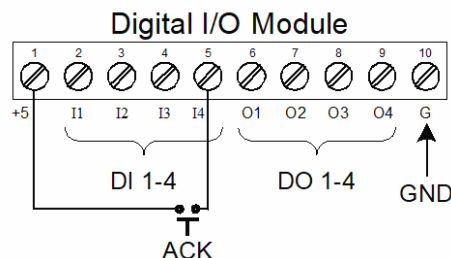 Digital I/O Module
1 2 3 4 5 6 7 8 9 10
+5 I1 I2 I3 I4 O1 O2 O3 O4 G
DI 1-4 DO 1-4 GND
ACK